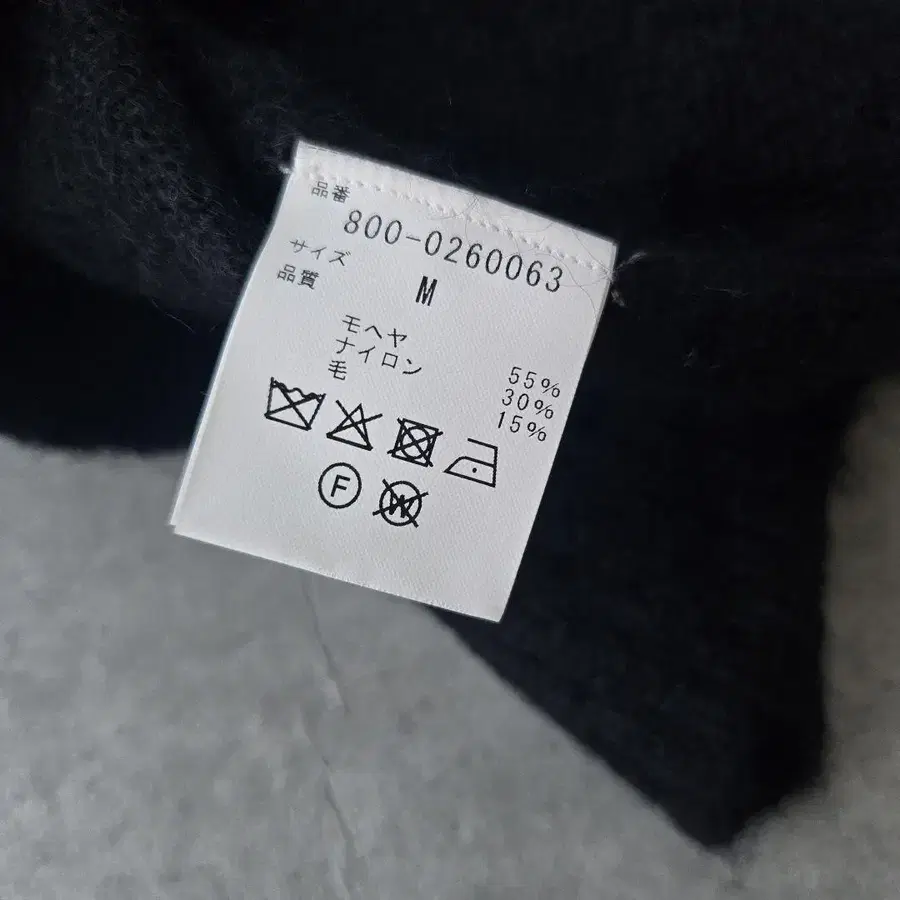 品番
800-0260063
サイズ
M
品質
モヘヤ 55%
ナイロン 30%
毛 15%
F W